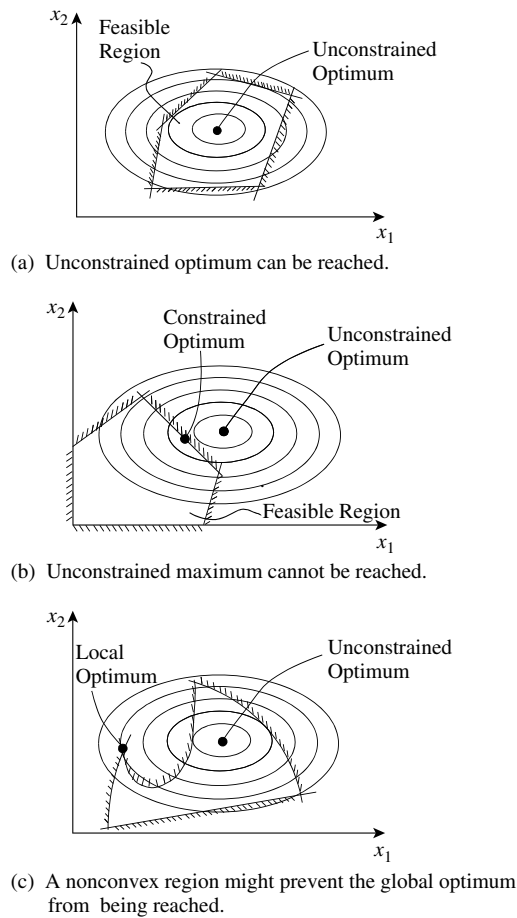 x2
Feasible
Region
Unconstrained
Optimum
x1
(a) Unconstrained optimum can be reached.
x2
Constrained
Optimum
Unconstrained
Optimum
Feasible Region
x1
(b) Unconstrained maximum cannot be reached.
x2
Local
Optimum
Unconstrained
Optimum
x1
(c) A nonconvex region might prevent the global optimum
from being reached.